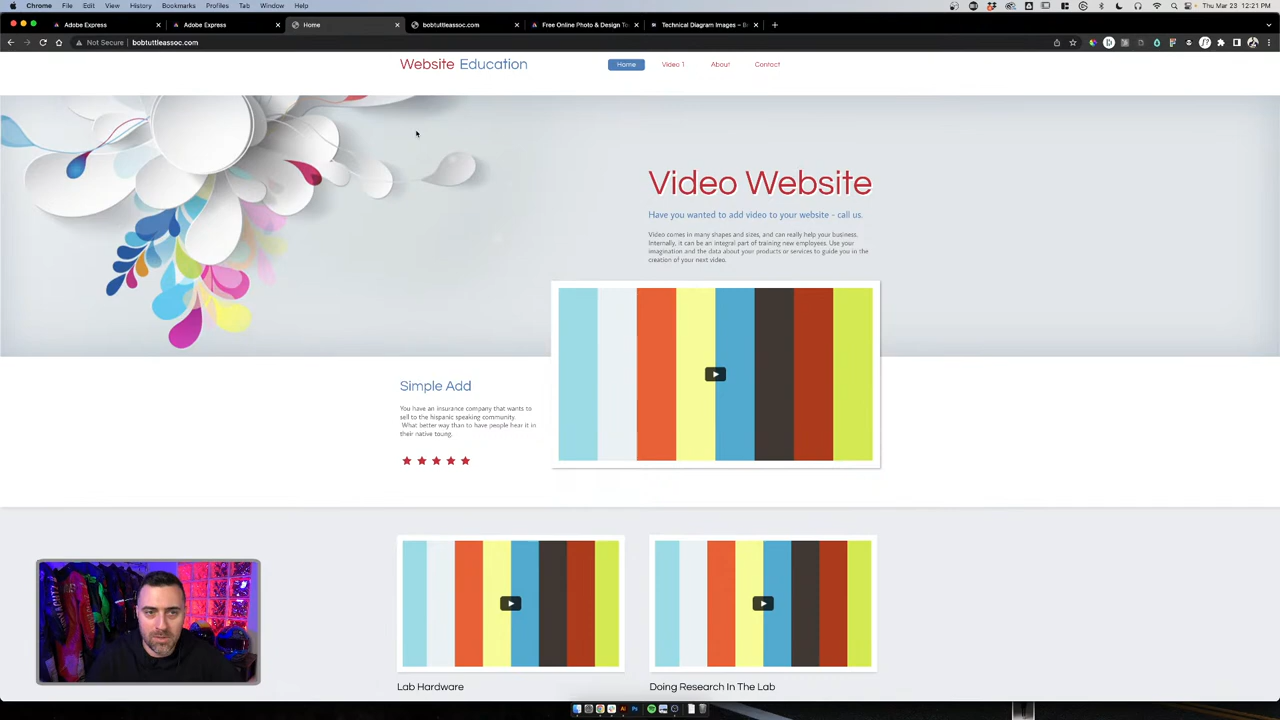 Chrome File Edit View History Bookmarks Profiles Tab Window Help
Thu Mar 23 12:21 PM
Adobe Express
Adobe Express
Home
bobtuttleassoc.com
Free Online Photo & Design To
Technical Diagram Images – B
Not Secure
bobtuttleassoc.com
Website Education
Home
Video 1
About
Contact
Video Website
Have you wanted to add video to your website - call us.
Video comes in many shapes and sizes, and can really help your business.
Internally, it can be an integral part of training new employees. Use your
imagination and the data about your products or services to guide you in the
creation of your next video.
Simple Add
You have an insurance company that wants to
sell to the hispanic speaking community.
What better way than to have people hear it in
their native toung.
Lab Hardware
Doing Research In The Lab